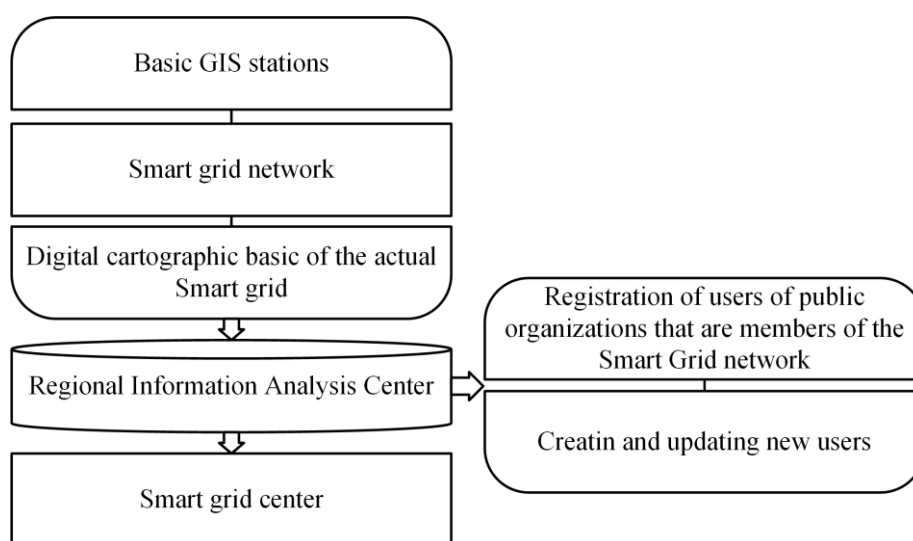 Basic GIS stations
Smart grid network
Digital cartographic basic of the actual
Smart grid
Regional Information Analysis Center
Smart grid center
Registration of users of public
organizations that are members of the
Smart Grid network
Creatin and updating new users